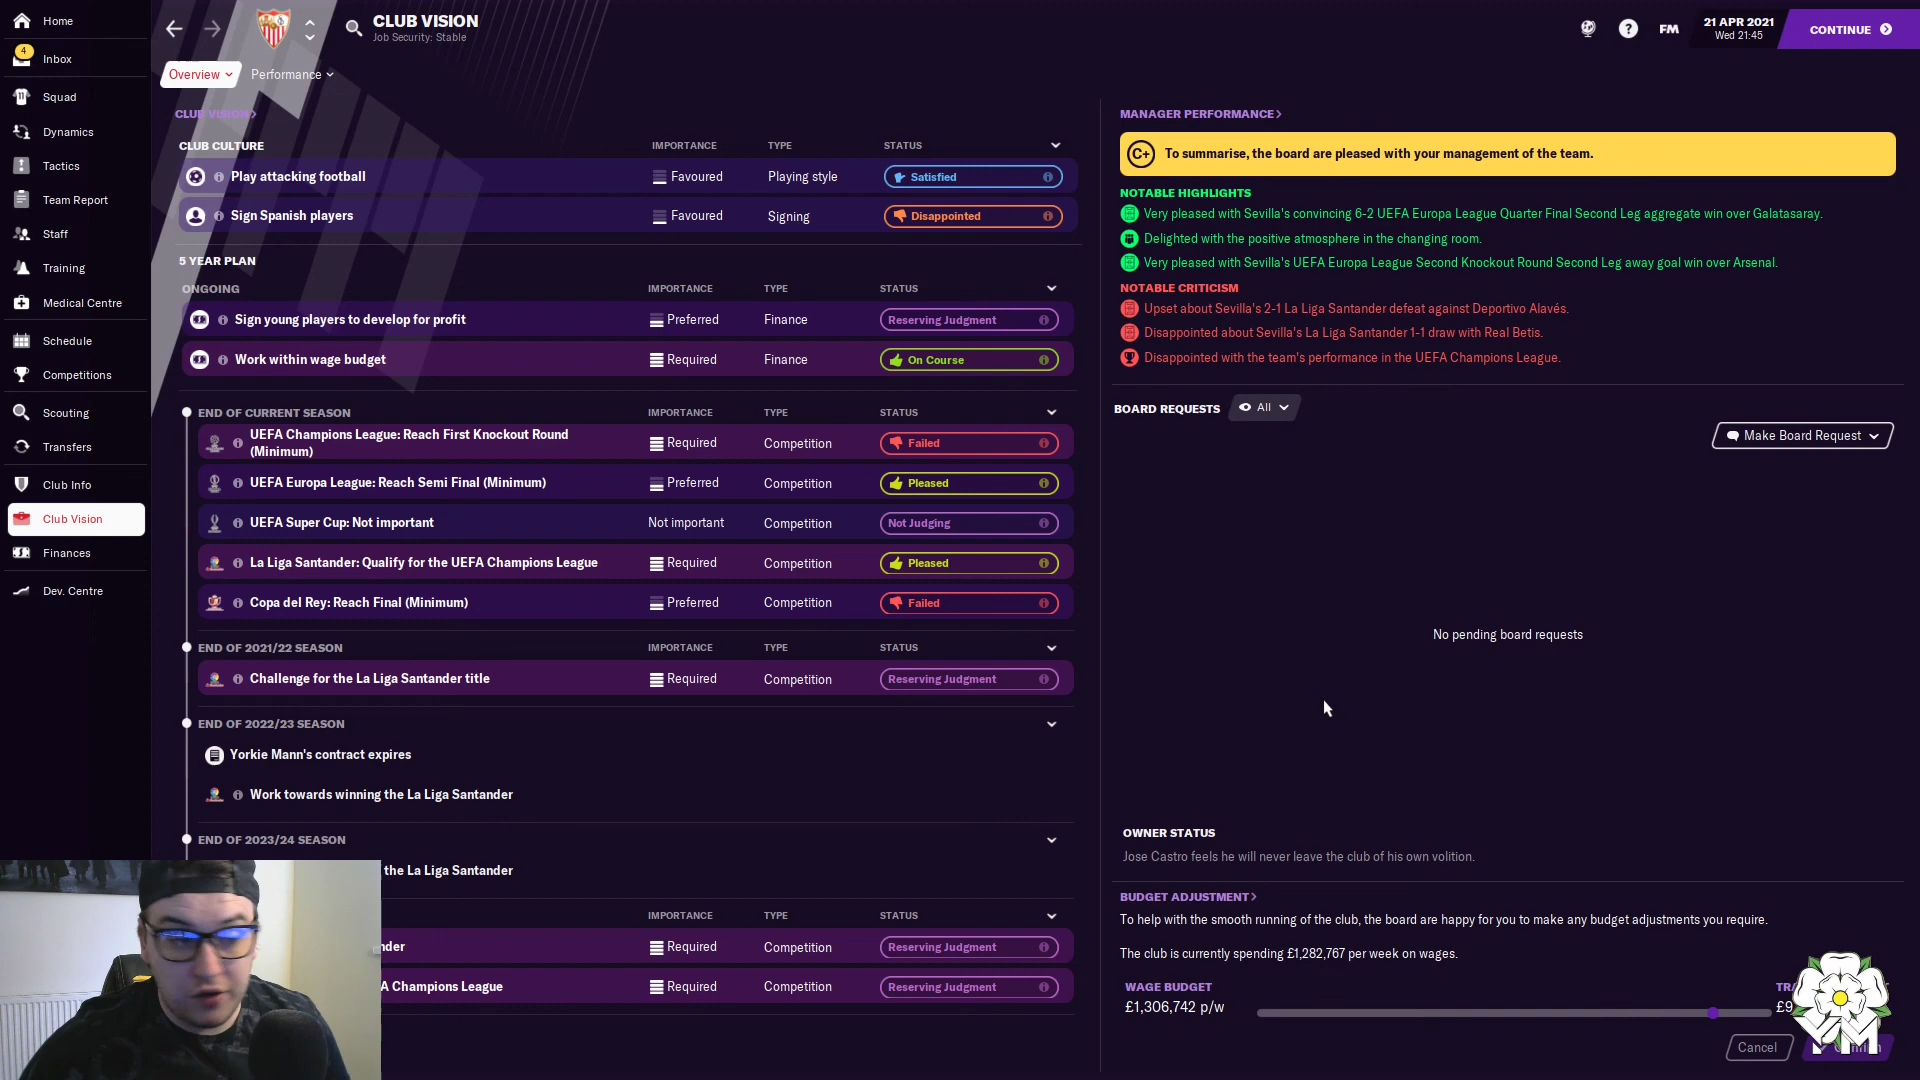 Home
CLUB VISION
Job Security: Stable
FM
21 APR 2021
Wed 21:45
CONTINUE
4
Inbox
Squad
Dynamics
Tactics
Team Report
Staff
Training
Medical Centre
Schedule
Competitions
Scouting
Transfers
Club Info
Club Vision
Finances
Dev. Centre
Overview
Performance
CLUB VISION
CLUB CULTURE IMPORTANCE TYPE STATUS
Play attacking football Favoured Playing style Satisfied
Sign Spanish players Favoured Signing Disappointed
5 YEAR PLAN
ONGOING IMPORTANCE TYPE STATUS
Sign young players to develop for profit Preferred Finance Reserving Judgment
Work within wage budget Required Finance On Course
END OF CURRENT SEASON IMPORTANCE TYPE STATUS
UEFA Champions League: Reach First Knockout Round
(Minimum) Required Competition Failed
UEFA Europa League: Reach Semi Final (Minimum) Preferred Competition Pleased
UEFA Super Cup: Not important Not important Competition Not Judging
La Liga Santander: Qualify for the UEFA Champions League Required Competition Pleased
Copa del Rey: Reach Final (Minimum) Preferred Competition Failed
END OF 2021/22 SEASON IMPORTANCE TYPE STATUS
Challenge for the La Liga Santander title Required Competition Reserving Judgment
END OF 2022/23 SEASON
Yorkie Mann's contract expires
Work towards winning the La Liga Santander
END OF 2023/24 SEASON
the La Liga Santander
IMPORTANCE TYPE STATUS
nder Required Competition Reserving Judgment
A Champions League Required Competition Reserving Judgment
MANAGER PERFORMANCE
C+ To summarise, the board are pleased with your management of the team.
NOTABLE HIGHLIGHTS
Very pleased with Sevilla's convincing 6-2 UEFA Europa League Quarter Final Second Leg aggregate win over Galatasaray.
Delighted with the positive atmosphere in the changing room.
Very pleased with Sevilla's UEFA Europa League Second Knockout Round Second Leg away goal win over Arsenal.
NOTABLE CRITICISM
Upset about Sevilla's 2-1 La Liga Santander defeat against Deportivo Alavés.
Disappointed about Sevilla's La Liga Santander 1-1 draw with Real Betis.
Disappointed with the team's performance in the UEFA Champions League.
BOARD REQUESTS All
Make Board Request
No pending board requests
OWNER STATUS
Jose Castro feels he will never leave the club of his own volition.
BUDGET ADJUSTMENT
To help with the smooth running of the club, the board are happy for you to make any budget adjustments you require.
The club is currently spending £1,282,767 per week on wages.
WAGE BUDGET
£1,306,742 p/w
£9
YM
Cancel